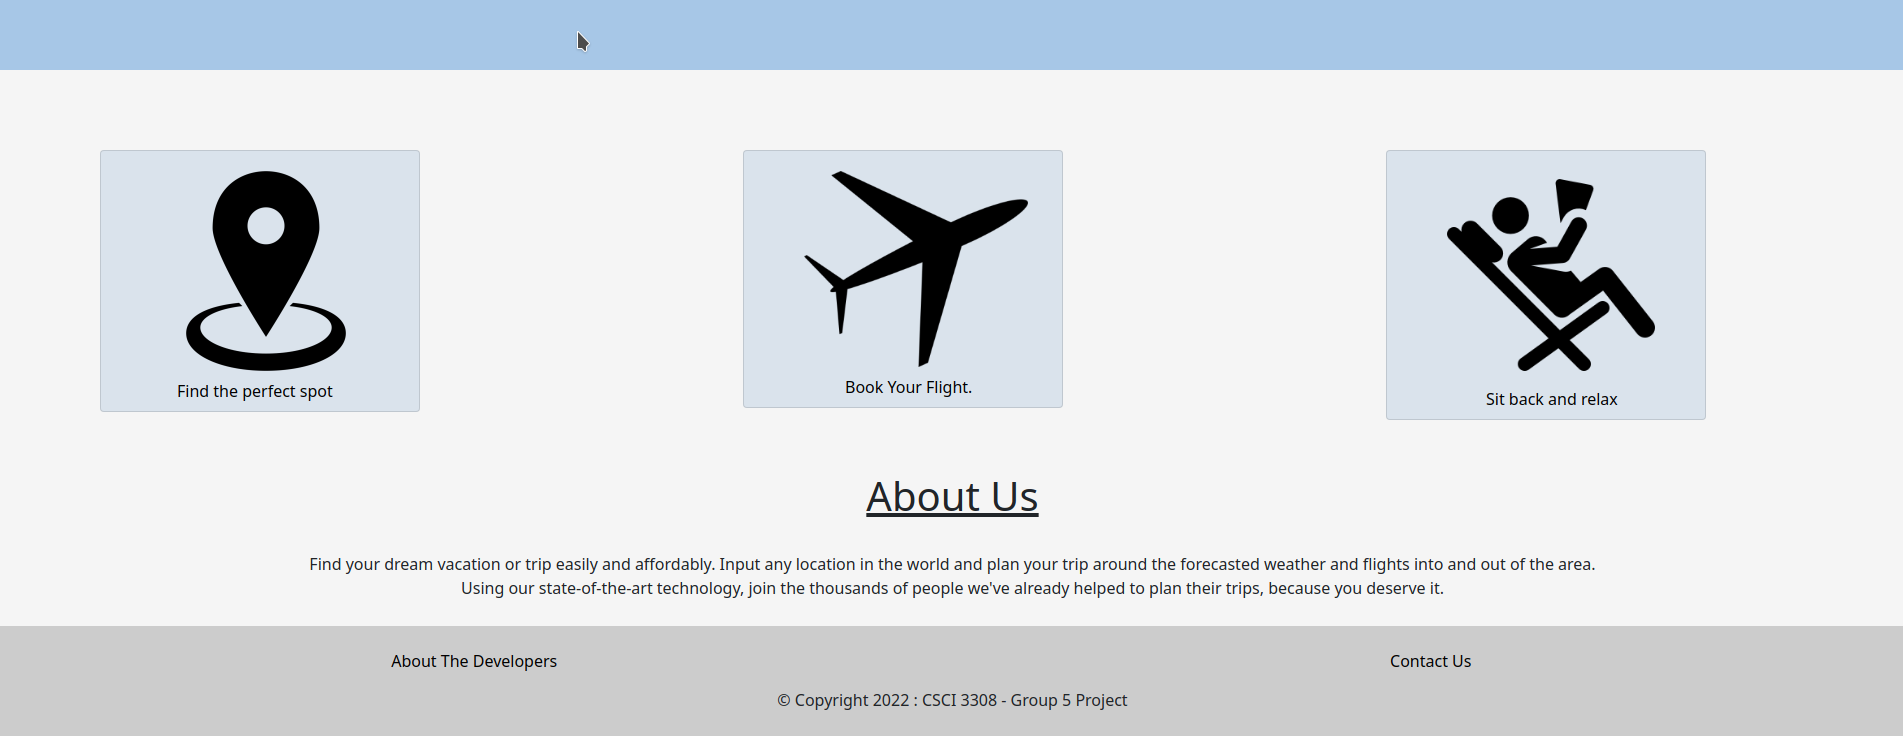 Find the perfect spot
Book Your Flight.
Sit back and relax
About Us
Find your dream vacation or trip easily and affordably. Input any location in the world and plan your trip around the forecasted weather and flights into and out of the area.
Using our state-of-the-art technology, join the thousands of people we've already helped to plan their trips, because you deserve it.
About The Developers
Contact Us
© Copyright 2022 : CSCI 3308 - Group 5 Project